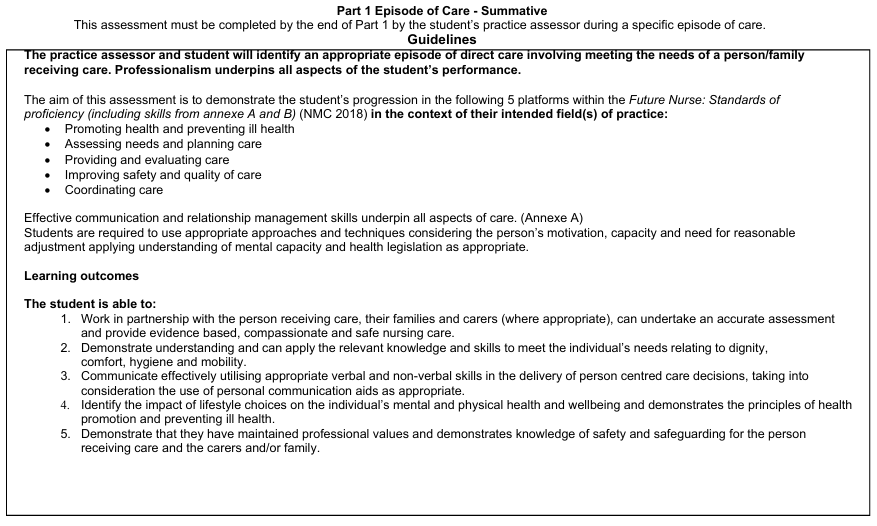 Part 1 Episode of Care - Summative
This assessment must be completed by the end of Part 1 by the student's practice assessor during a specific episode of care.
Guidelines
The practice assessor and student will identify an appropriate episode of direct care involving meeting the needs of a person/family
receiving care. Professionalism underpins all aspects of the student's performance.
The aim of this assessment is to demonstrate the student's progression in the following 5 platforms within the Future Nurse: Standards of
proficiency (including skills from annexe A and B) (NMC 2018) in the context of their intended field(s) of practice:
• Promoting health and preventing ill health
• Assessing needs and planning care
• Providing and evaluating care
• Improving safety and quality of care
• Coordinating care
Effective communication and relationship management skills underpin all aspects of care. (Annexe A)
Students are required to use appropriate approaches and techniques considering the person's motivation, capacity and need for reasonable
adjustment applying understanding of mental capacity and health legislation as appropriate.
Learning outcomes
The student is able to:
1. Work in partnership with the person receiving care, their families and carers (where appropriate), can undertake an accurate assessment
and provide evidence based, compassionate and safe nursing care.
2. Demonstrate understanding and can apply the relevant knowledge and skills to meet the individual's needs relating to dignity,
comfort, hygiene and mobility.
3. Communicate effectively utilising appropriate verbal and non-verbal skills in the delivery of person centred care decisions, taking into
consideration the use of personal communication aids as appropriate.
4. Identify the impact of lifestyle choices on the individual's mental and physical health and wellbeing and demonstrates the principles of health
promotion and preventing ill health.
5. Demonstrate that they have maintained professional values and demonstrates knowledge of safety and safeguarding for the person
receiving care and the carers and/or family.